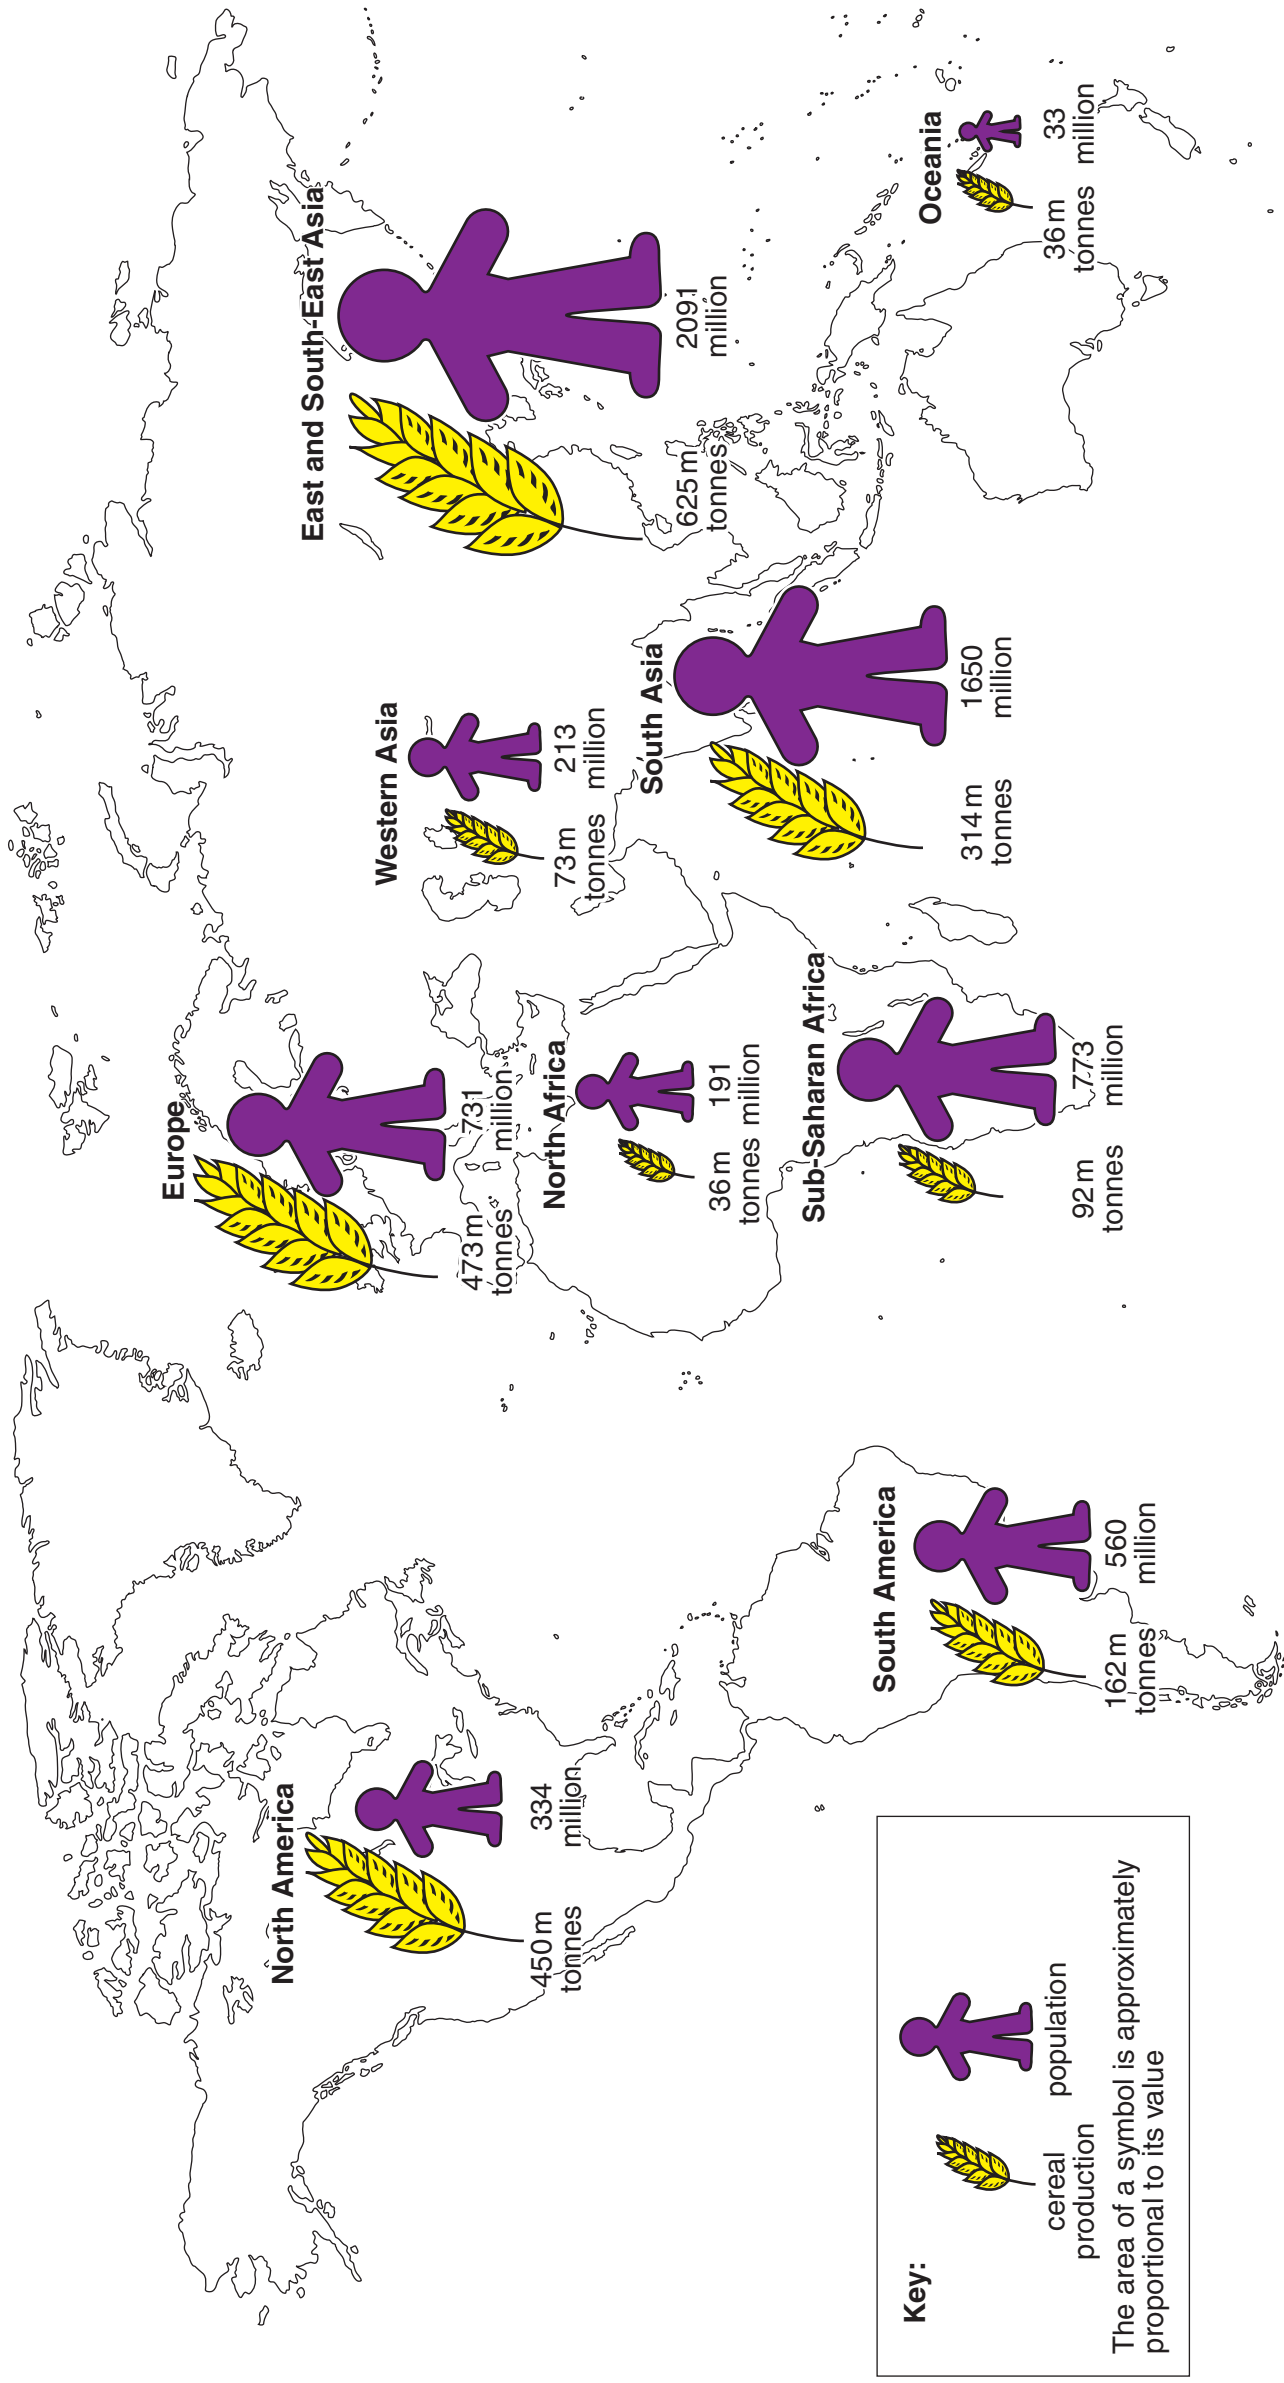 Europe
473 m
tonnes
731
million
North America
450 m
tonnes
334
million
East and South-East Asia
625 m
tonnes
2091
million
Western Asia
73 m
tonnes
213
million
North Africa
36 m
tonnes
191
million
South Asia
314 m
tonnes
1650
million
Sub-Saharan Africa
92 m
tonnes
773
million
South America
162 m
tonnes
560
million
Oceania
36 m
tonnes
33
million
Key:
cereal
production
population
The area of a symbol is approximately
proportional to its value